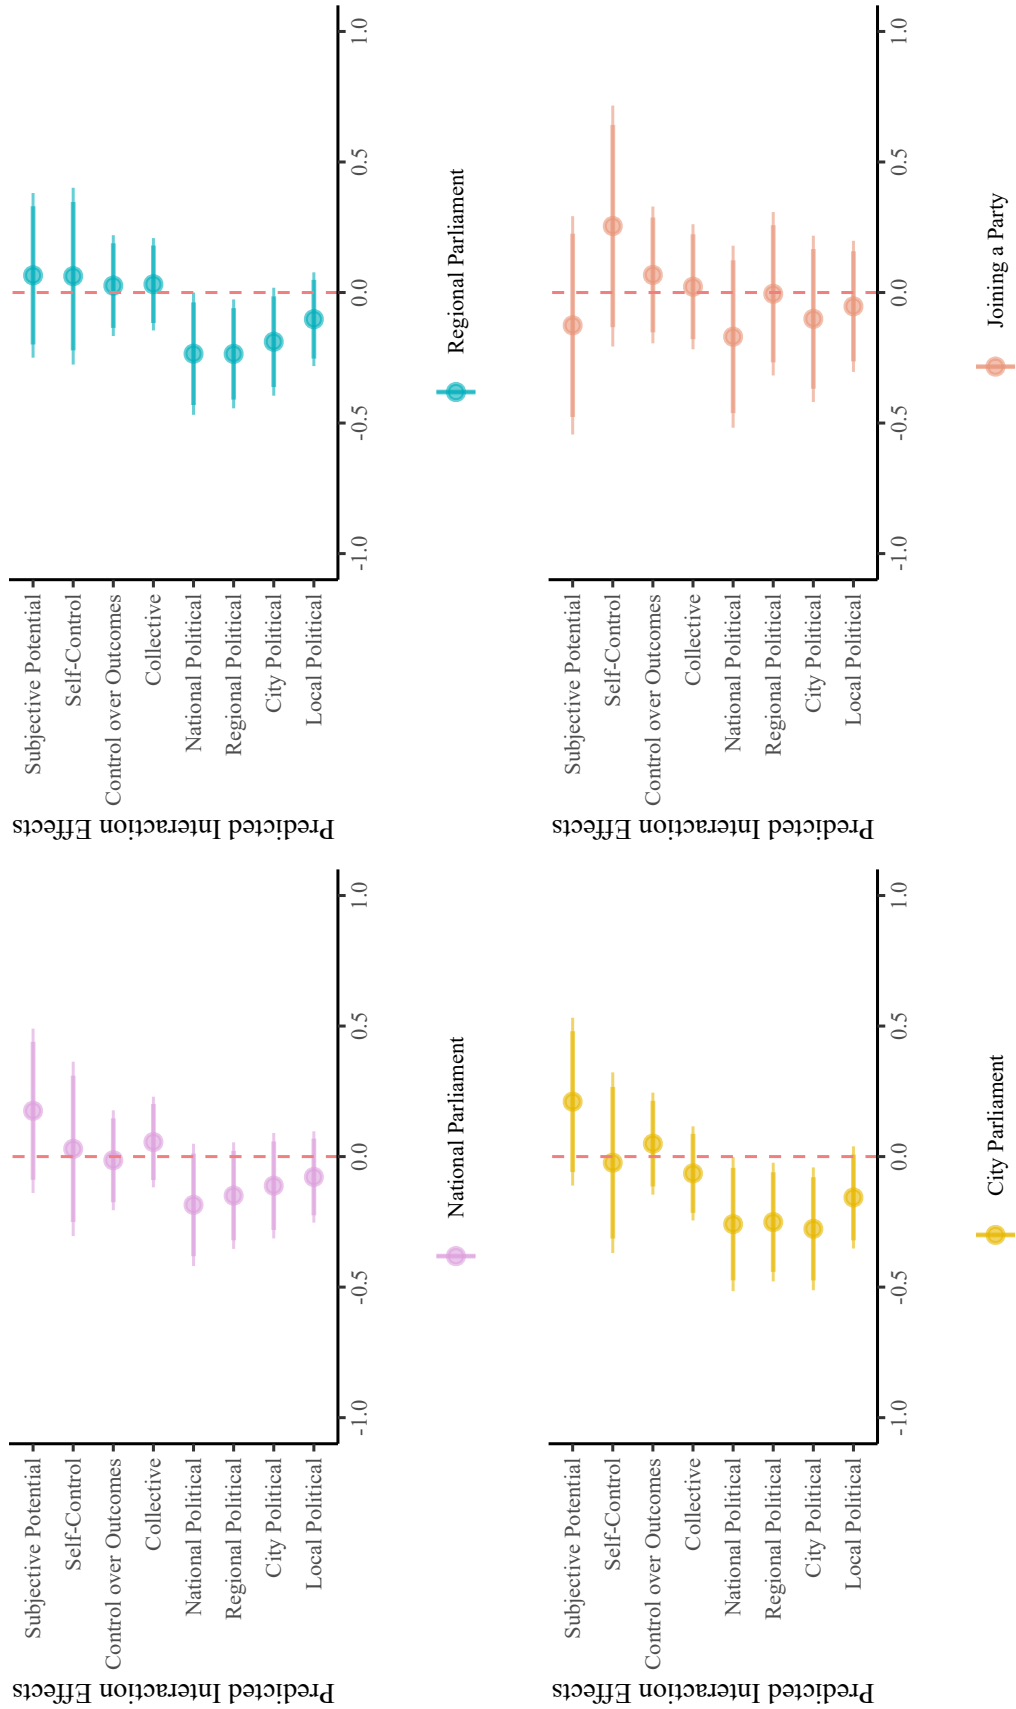 Predicted Interaction Effects
Subjective Potential
Self-Control
Control over Outcomes
Collective
National Political
Regional Political
City Political
Local Political
-1.0
-0.5
0.0
0.5
1.0
National Parliament
Predicted Interaction Effects
Subjective Potential
Self-Control
Control over Outcomes
Collective
National Political
Regional Political
City Political
Local Political
-1.0
-0.5
0.0
0.5
1.0
Regional Parliament
Predicted Interaction Effects
Subjective Potential
Self-Control
Control over Outcomes
Collective
National Political
Regional Political
City Political
Local Political
-1.0
-0.5
0.0
0.5
1.0
City Parliament
Predicted Interaction Effects
Subjective Potential
Self-Control
Control over Outcomes
Collective
National Political
Regional Political
City Political
Local Political
-1.0
-0.5
0.0
0.5
1.0
Joining a Party